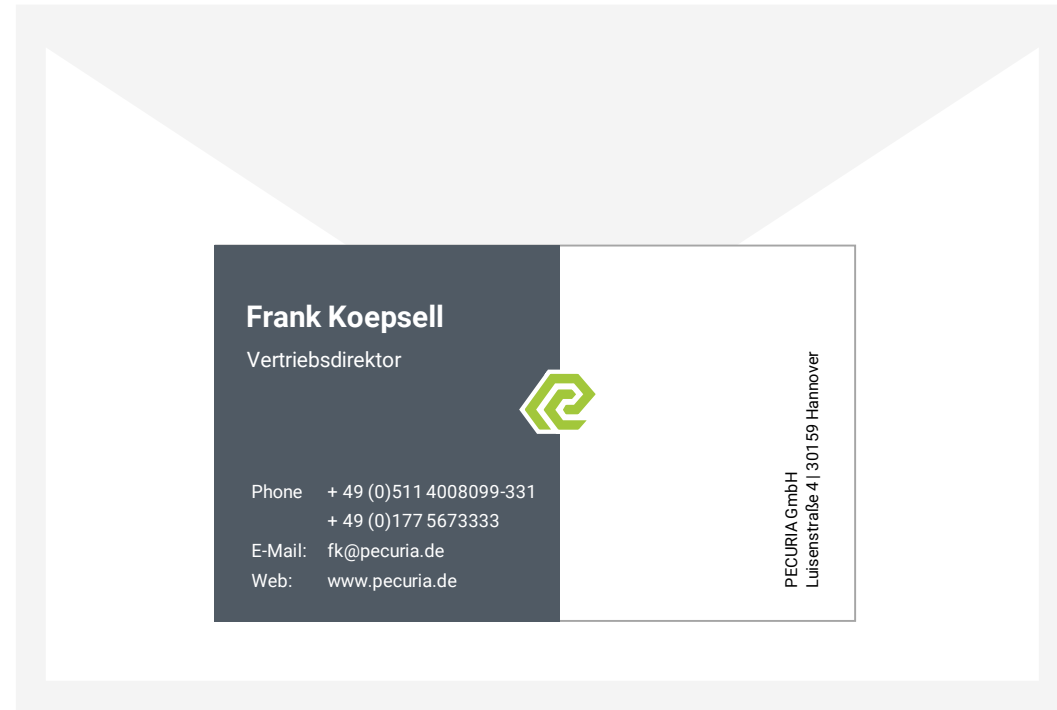 Frank Koepsell
Vertriebsdirektor
Phone + 49 (0)511 4008099-331
+ 49 (0)177 5673333
E-Mail: fk@pecuria.de
Web: www.pecuria.de
PECURIA GmbH
Luisenstraße 4 | 30159 Hannover